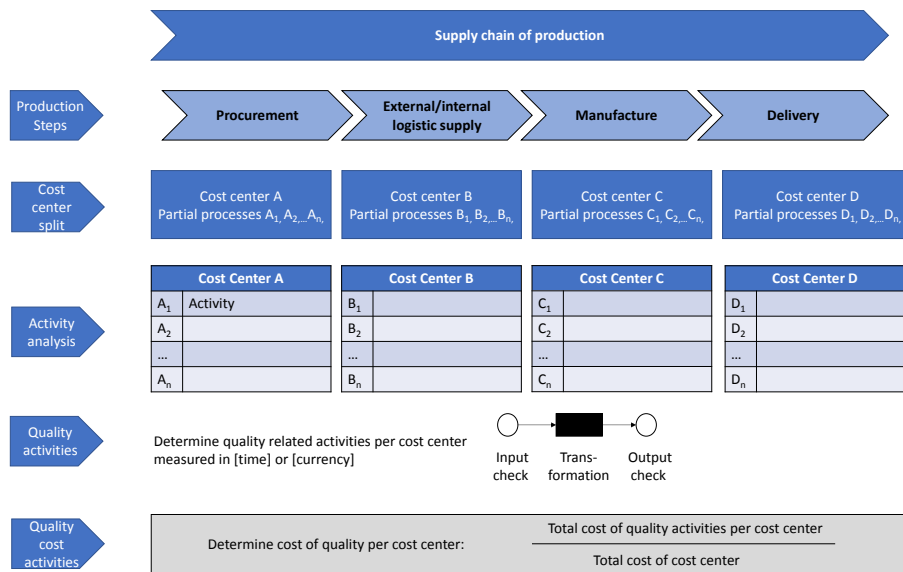 Supply chain of production
Production
Steps
Procurement
External/internal
logistic supply
Manufacture
Delivery
Cost
center
split
Cost center A
Partial processes A1, A2,...An,
Cost center B
Partial processes B1, B2,...Bn,
Cost center C
Partial processes C1, C2,...Cn,
Cost center D
Partial processes D1, D2,...Dn,
Activity
analysis
Cost Center A
A1 Activity
A2
...
An
Cost Center B
B1
B2
...
Bn
Cost Center C
C1
C2
...
Cn
Cost Center D
D1
D2
...
Dn
Quality
activities
Determine quality related activities per cost center
measured in [time] or [currency]
Input
check
Trans-
formation
Output
check
Quality
cost
activities
Determine cost of quality per cost center:
Total cost of quality activities per cost center
Total cost of cost center